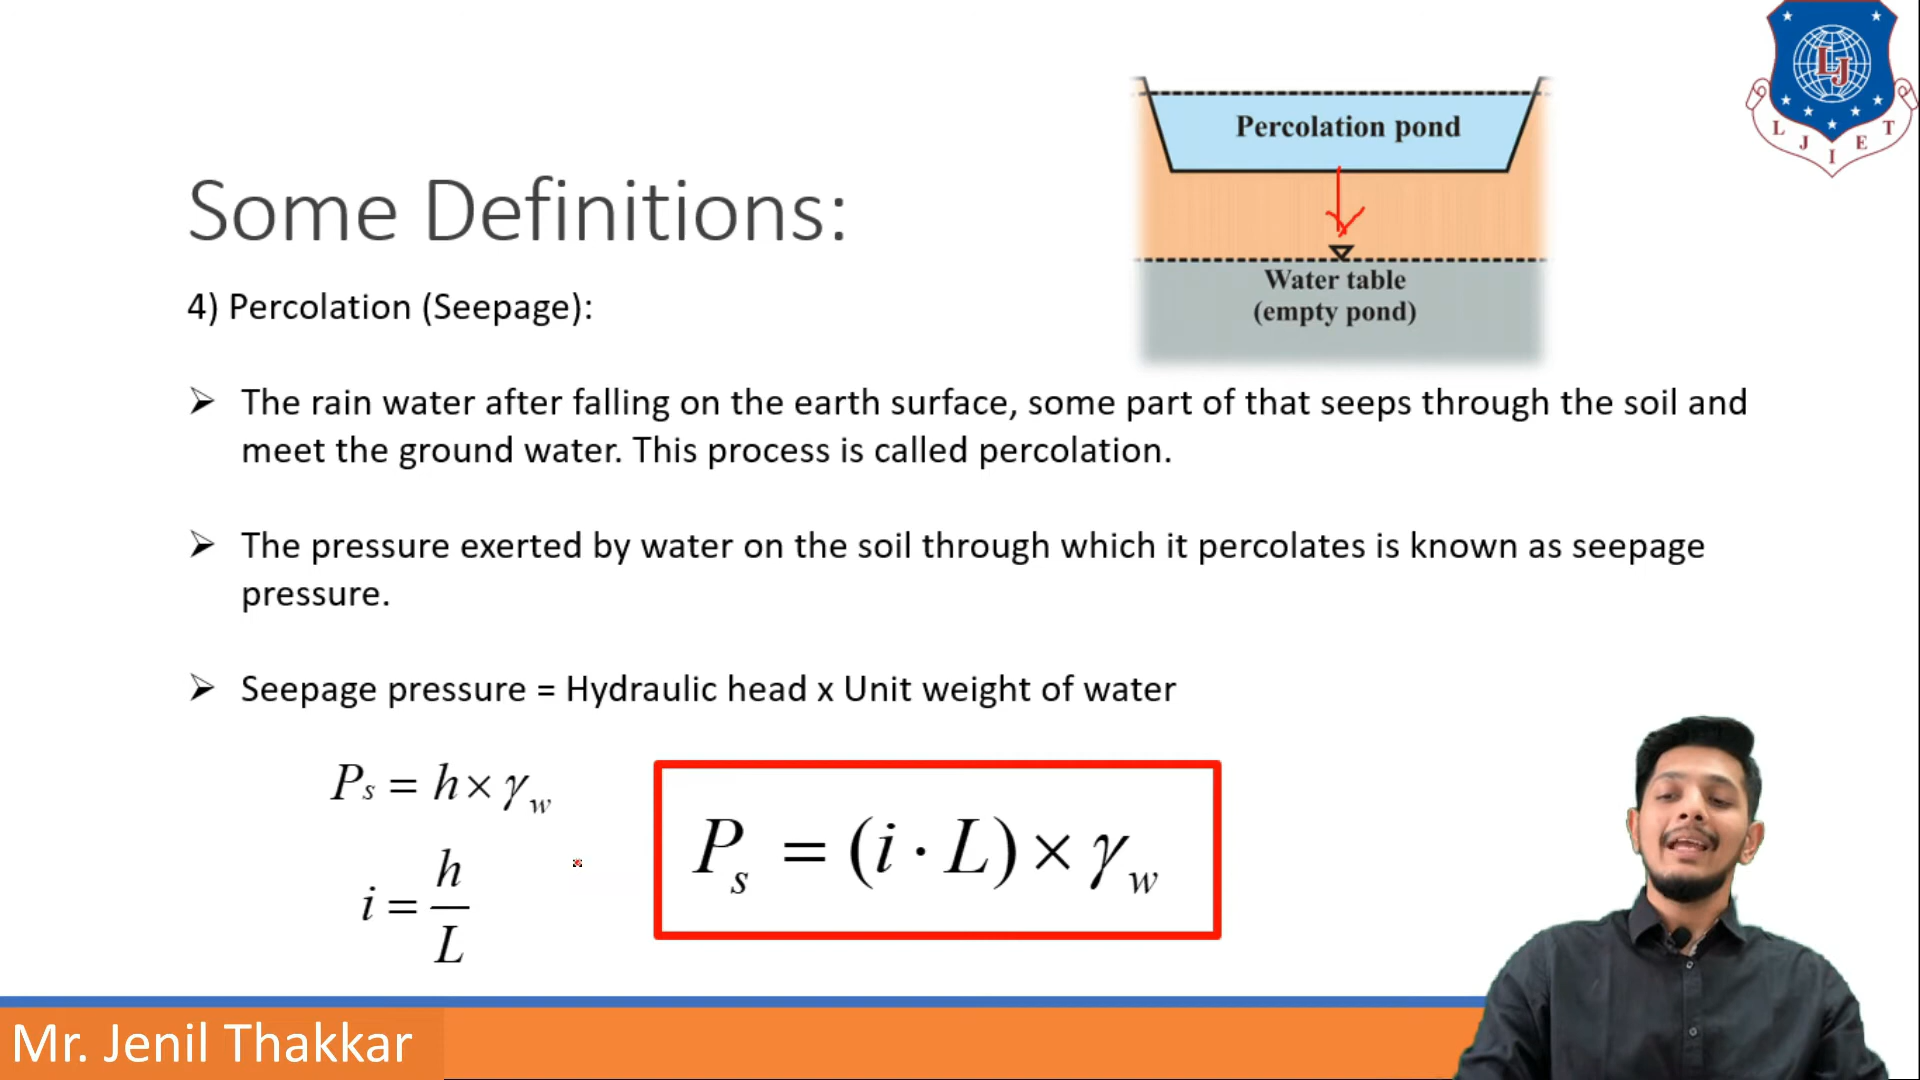 L J I E T
LJ
Percolation pond
Water table
(empty pond)
Some Definitions:
4) Percolation (Seepage):
➢ The rain water after falling on the earth surface, some part of that seeps through the soil and
meet the ground water. This process is called percolation.
➢ The pressure exerted by water on the soil through which it percolates is known as seepage
pressure.
➢ Seepage pressure = Hydraulic head x Unit weight of water
Pₛ = h × γ_w
i = h / L
Pₛ = (i · L) × γ_w
Mr. Jenil Thakkar